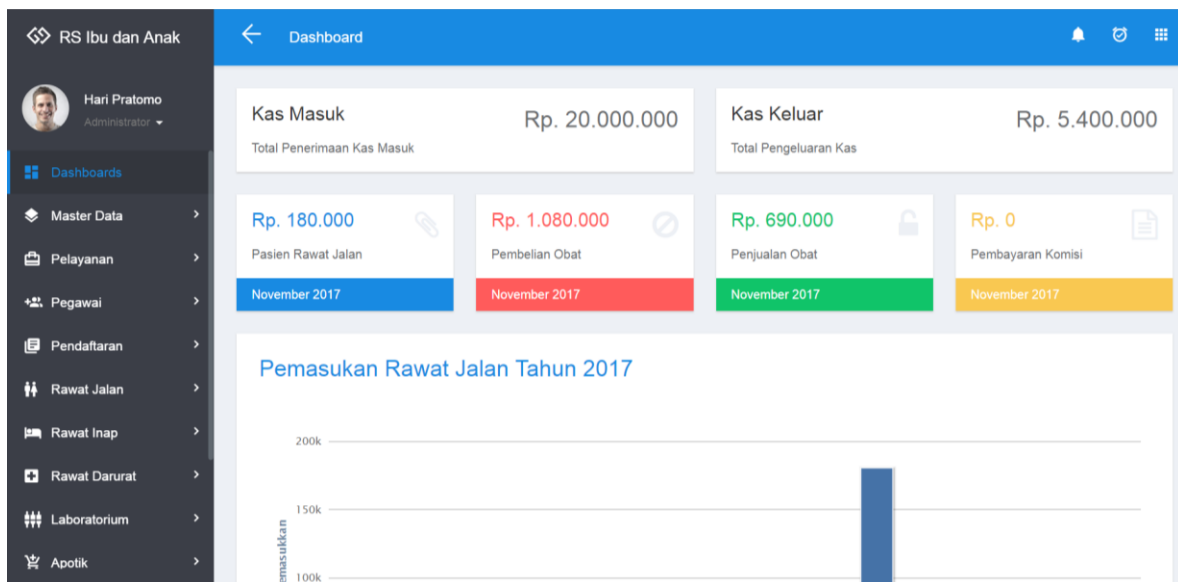 RS Ibu dan Anak
Hari Pratomo
Administrator
Dashboards
Master Data
Pelayanan
Pegawai
Pendaftaran
Rawat Jalan
Rawat Inap
Rawat Darurat
Laboratorium
Apotik
Dashboard
Kas Masuk
Rp. 20.000.000
Total Penerimaan Kas Masuk
Kas Keluar
Rp. 5.400.000
Total Pengeluaran Kas
Rp. 180.000
Pasien Rawat Jalan
November 2017
Rp. 1.080.000
Pembelian Obat
November 2017
Rp. 690.000
Penjualan Obat
November 2017
Rp. 0
Pembayaran Komisi
November 2017
Pemasukan Rawat Jalan Tahun 2017
200k
150k
100k